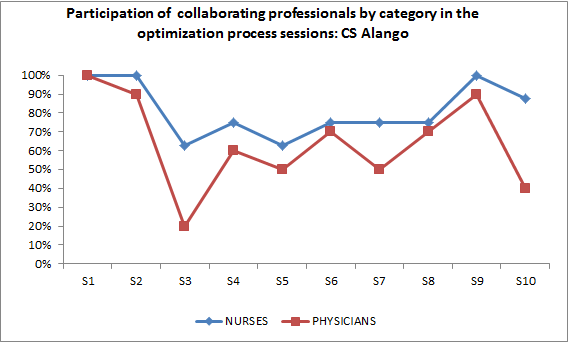 Participation of collaborating professionals by category in the
optimization process sessions: CS Alango
100%
90%
80%
70%
60%
50%
40%
30%
20%
10%
0%
S1 S2 S3 S4 S5 S6 S7 S8 S9 S10
NURSES PHYSICIANS